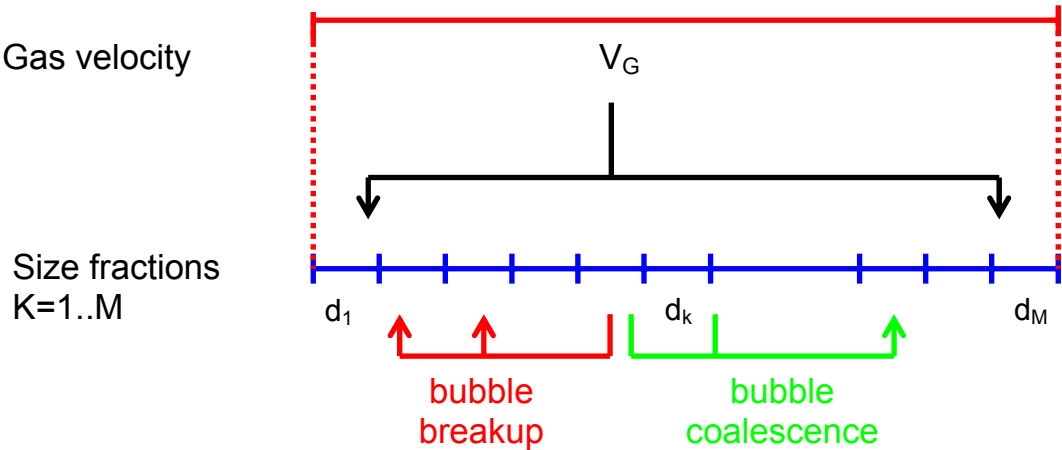 Gas velocity
V_G
Size fractions
K=1..M
d_1
d_k
d_M
bubble
breakup
bubble
coalescence